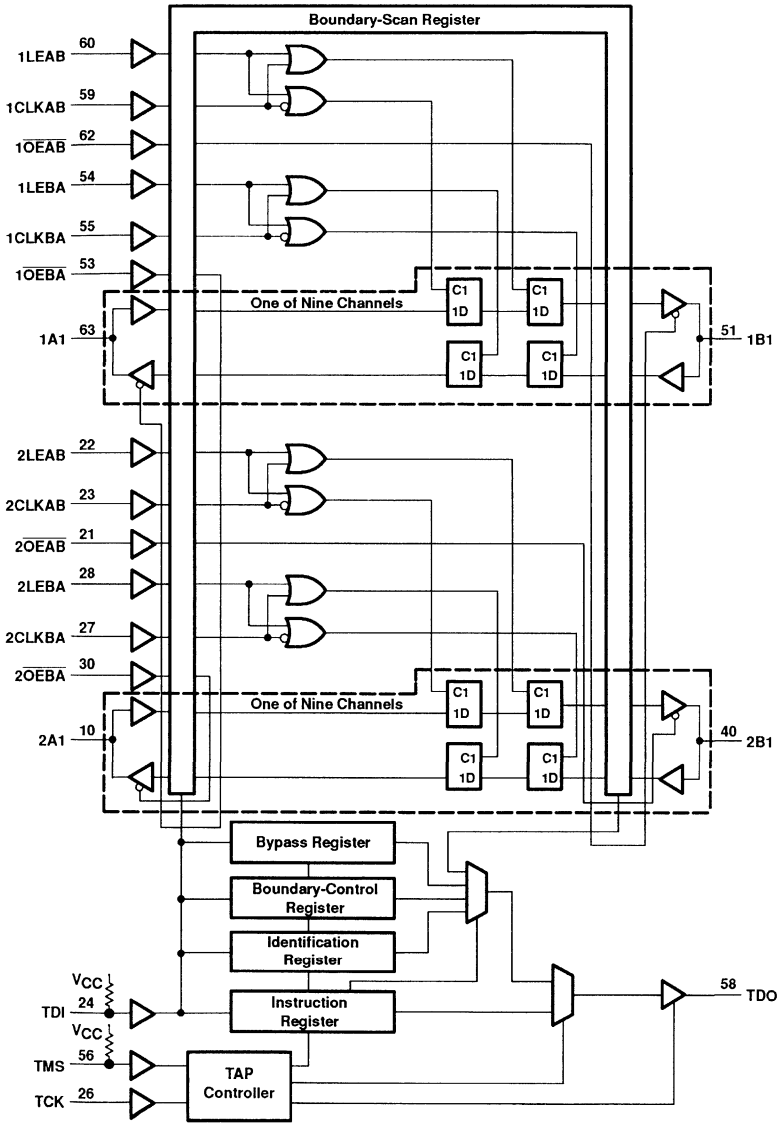 Boundary-Scan Register
1LEAB 60
1CLKAB 59
1OEAB 62
1LEBA 54
1CLKBA 55
1OEBA 53
One of Nine Channels
C1
1D
C1
1D
1A1 63
51 1B1
C1
1D
C1
1D
2LEAB 22
2CLKAB 23
2OEAB 21
2LEBA 28
2CLKBA 27
2OEBA 30
One of Nine Channels
C1
1D
C1
1D
2A1 10
40 2B1
C1
1D
C1
1D
Bypass Register
Boundary-Control
Register
Identification
Register
VCC
TDI 24
Instruction
Register
58 TDO
VCC
TMS 56
TAP
Controller
TCK 26